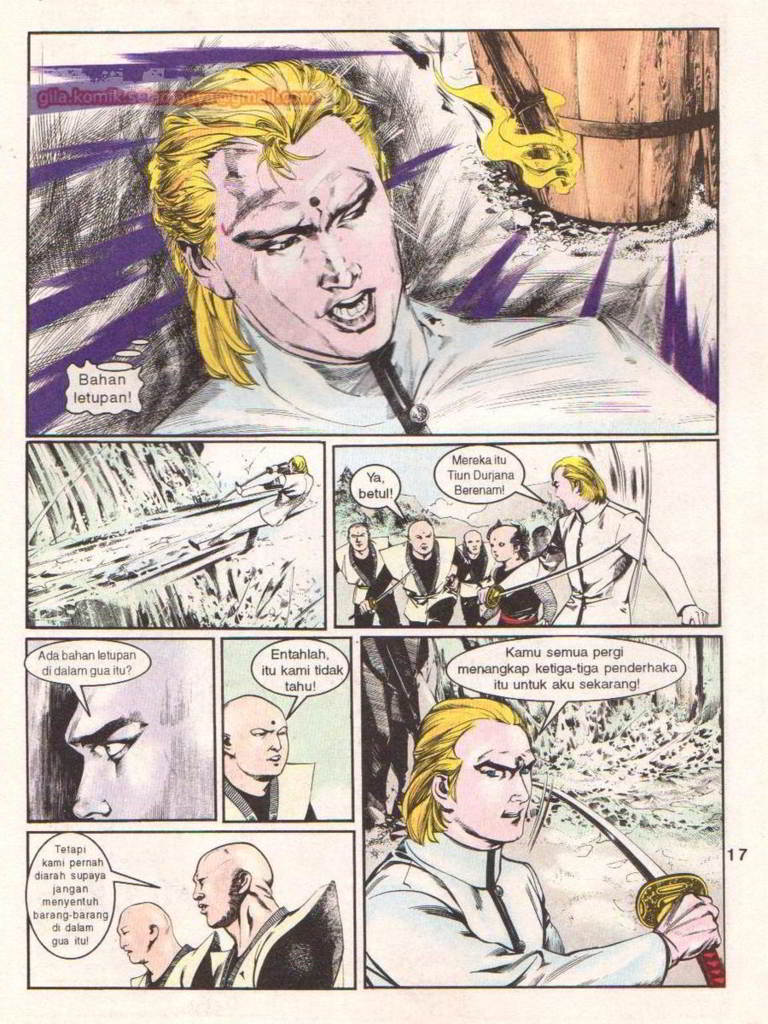 Bahan
letupan!
Ya,
betul!
Mereka itu
Tiun Durjana
Berenam!
Ada bahan letupan
di dalam gua itu?
Entahlah,
itu kami tidak
tahu!
Kamu semua pergi
menangkap ketiga-tiga penderhaka
itu untuk aku sekarang!
Tetapi
kami pernah
diarah supaya
jangan
menyentuh
barang-barang
di dalam
gua itu!
17